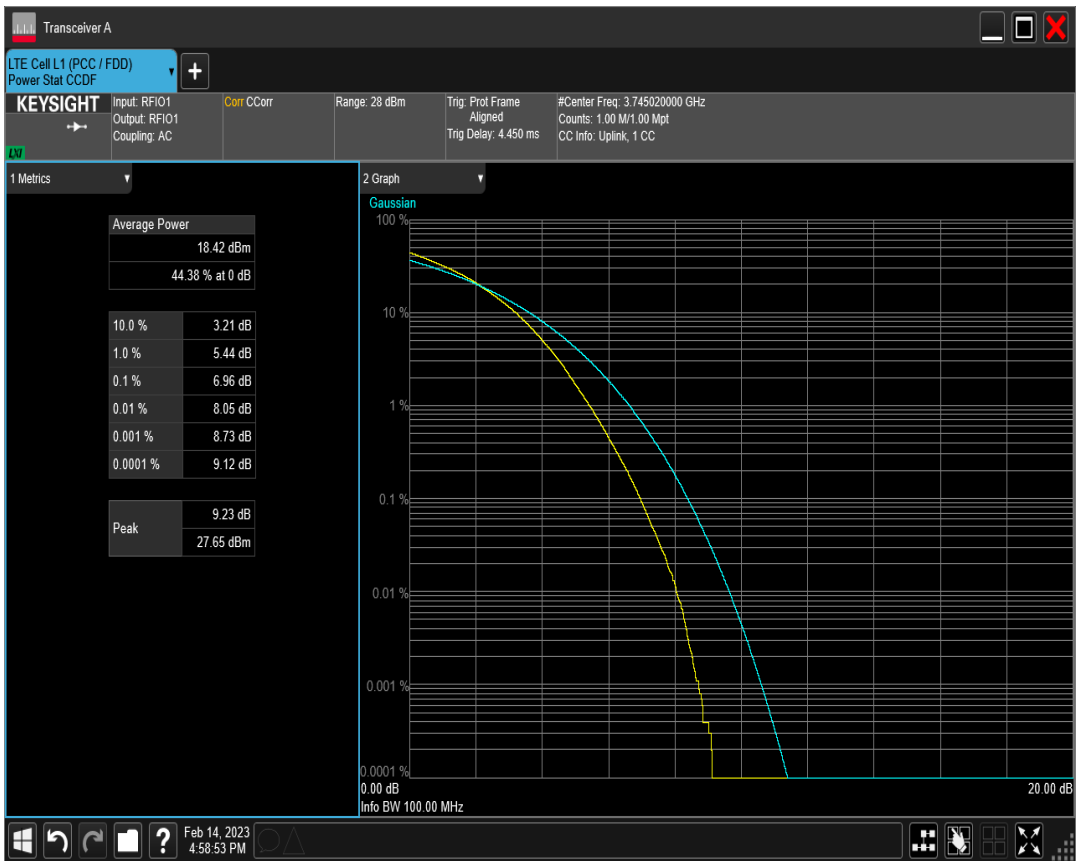 Transceiver A
LTE Cell L1 (PCC / FDD)
Power Stat CCDF
+
KEYSIGHT
LXI
Input: RFIO1
Output: RFIO1
Coupling: AC
Corr CCorr
Range: 28 dBm
Trig: Prot Frame
Aligned
Trig Delay: 4.450 ms
#Center Freq: 3.745020000 GHz
Counts: 1.00 M/1.00 Mpt
CC Info: Uplink, 1 CC
1 Metrics
Average Power
18.42 dBm
44.38 % at 0 dB
10.0 % 3.21 dB
1.0 % 5.44 dB
0.1 % 6.96 dB
0.01 % 8.05 dB
0.001 % 8.73 dB
0.0001 % 9.12 dB
Peak
9.23 dB
27.65 dBm
2 Graph
Gaussian
100 %
10 %
1 %
0.1 %
0.01 %
0.001 %
0.0001 %
0.00 dB 20.00 dB
Info BW 100.00 MHz
?
Feb 14, 2023
4:58:53 PM